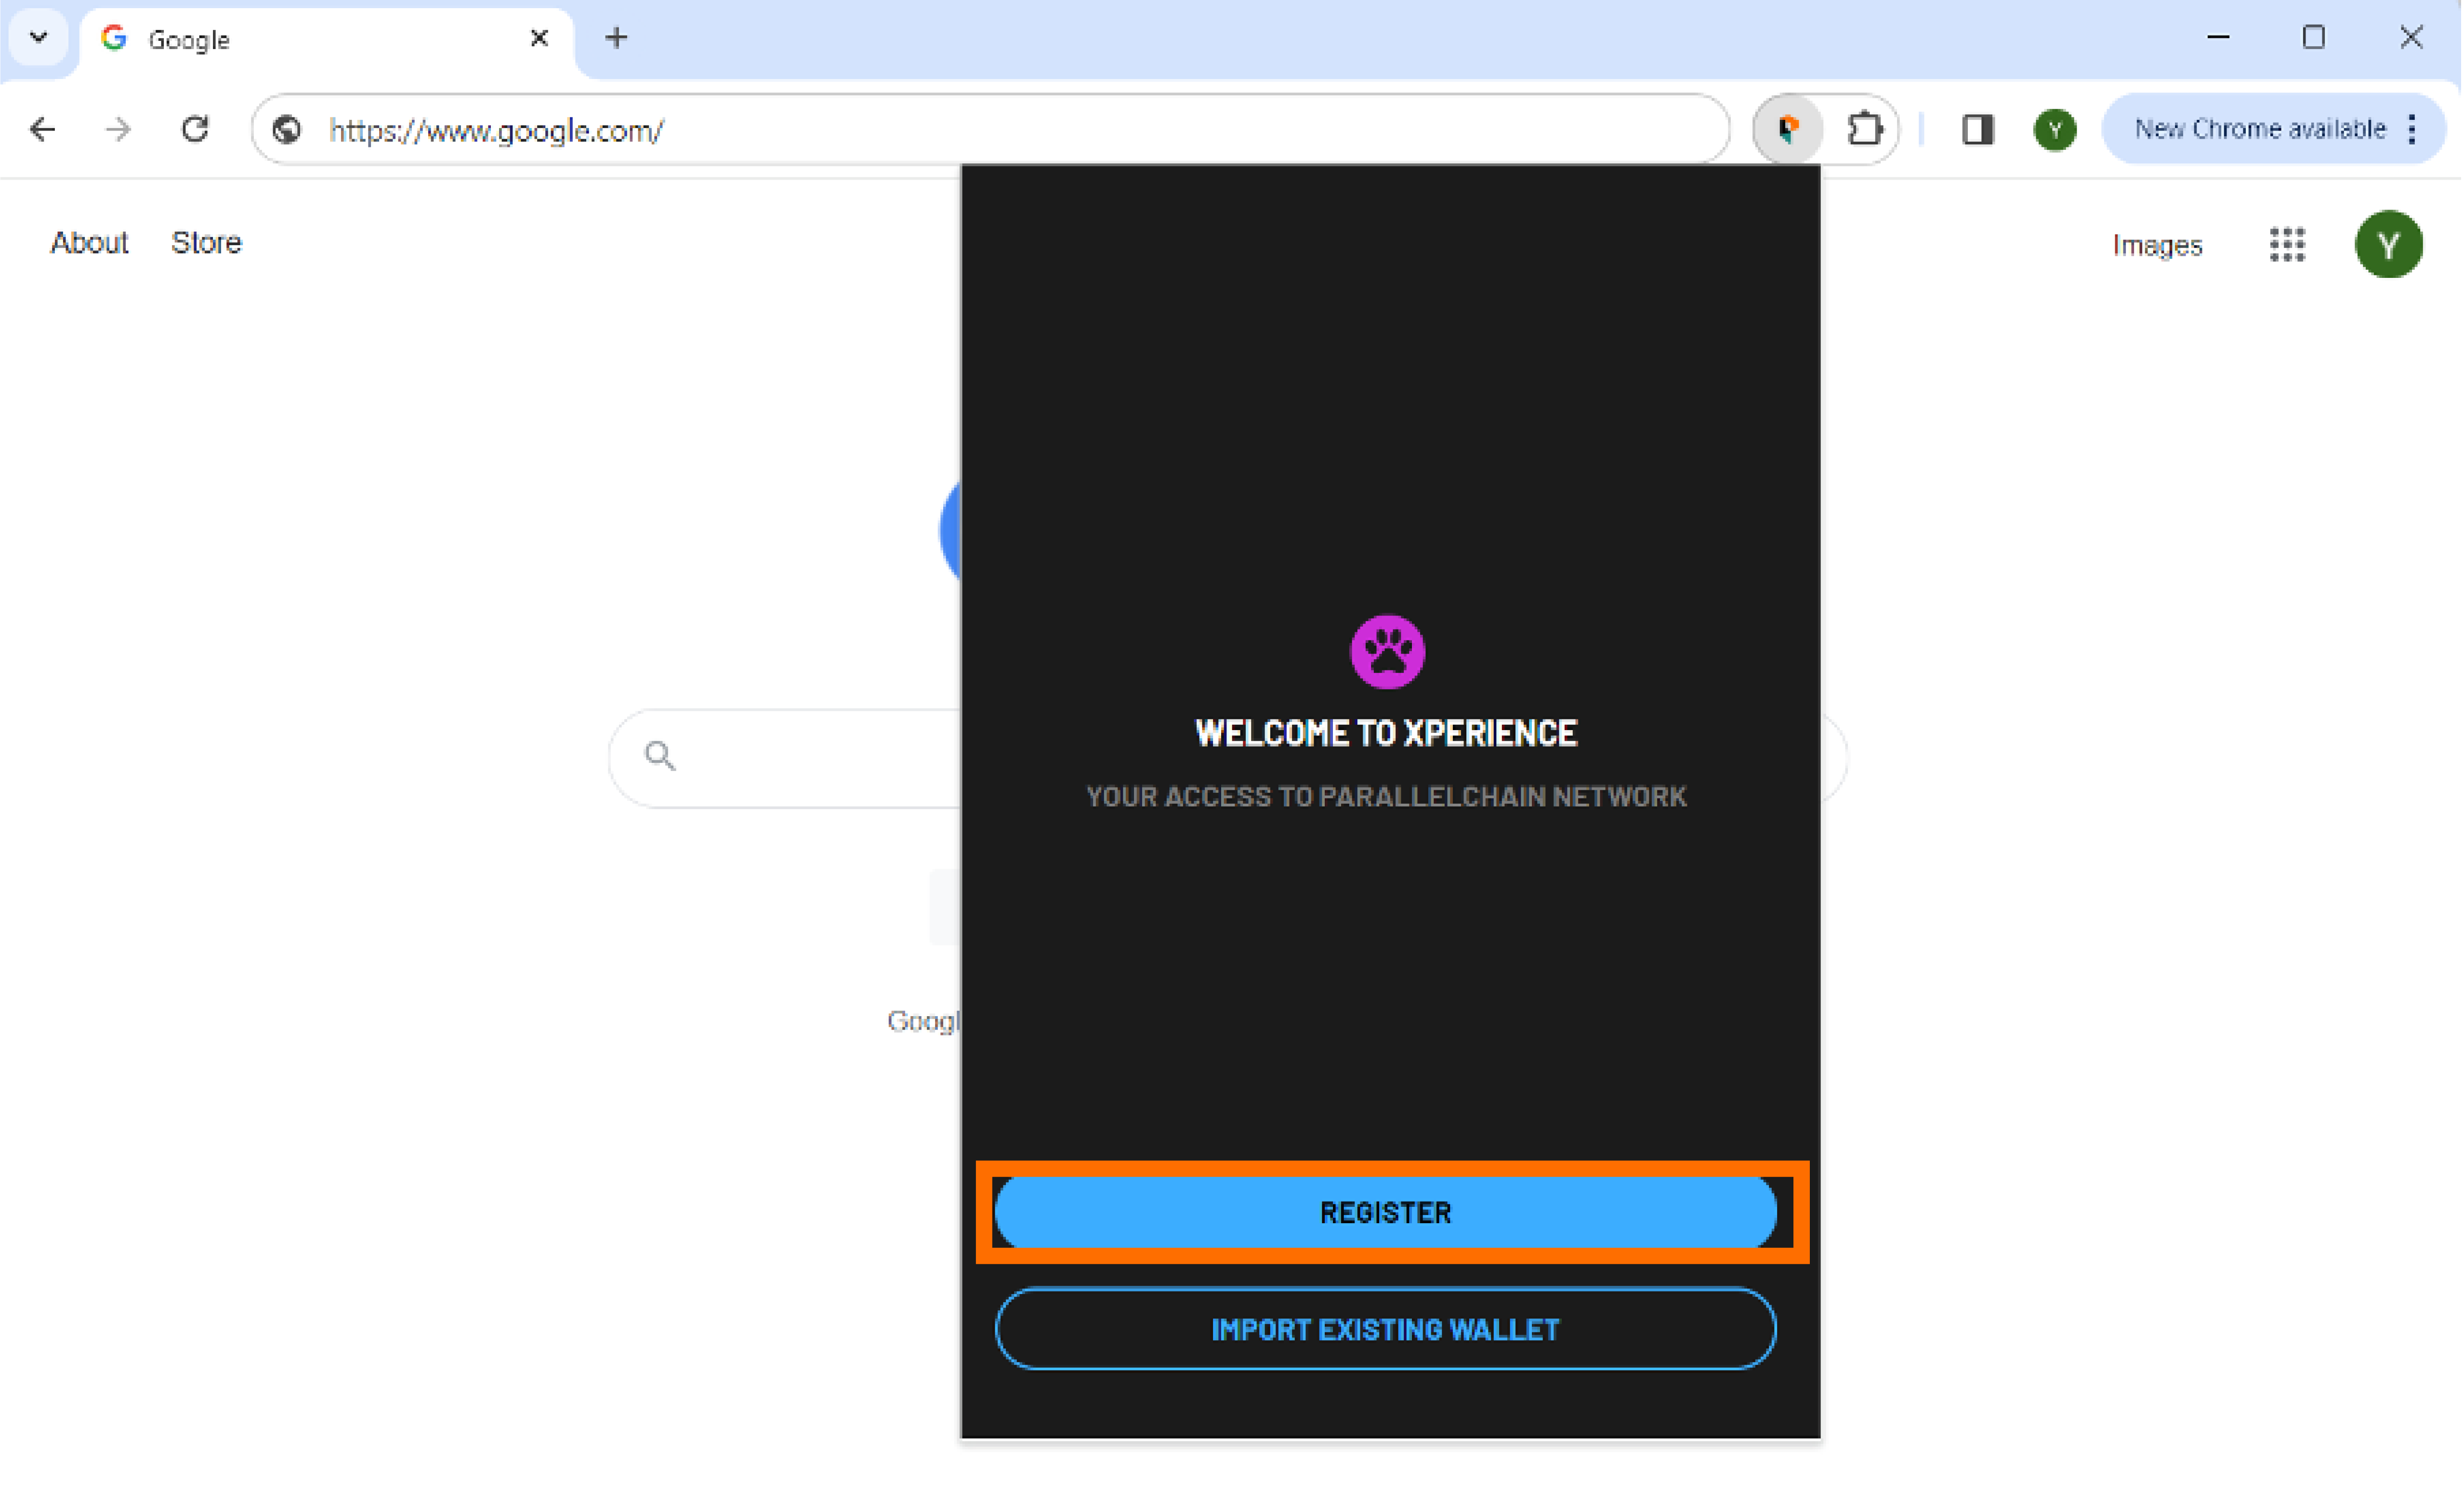 Google
https://www.google.com/
Y
New Chrome available
About
Store
Images
Y
WELCOME TO XPERIENCE
YOUR ACCESS TO PARALLELCHAIN NETWORK
Googl
REGISTER
IMPORT EXISTING WALLET